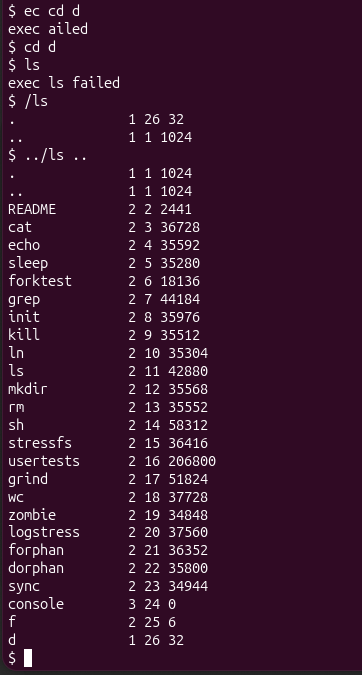 $ ec cd d
exec ailed
$ cd d
$ ls
exec ls failed
$ /ls
. 1 26 32
.. 1 1 1024
$ ../ls ..
. 1 1 1024
.. 1 1 1024
README 2 2 2441
cat 2 3 36728
echo 2 4 35592
sleep 2 5 35280
forktest 2 6 18136
grep 2 7 44184
init 2 8 35976
kill 2 9 35512
ln 2 10 35304
ls 2 11 42880
mkdir 2 12 35568
rm 2 13 35552
sh 2 14 58312
stressfs 2 15 36416
usertests 2 16 206800
grind 2 17 51824
wc 2 18 37728
zombie 2 19 34848
logstress 2 20 37560
forphan 2 21 36352
dorphan 2 22 35800
sync 2 23 34944
console 3 24 0
f 2 25 6
d 1 26 32
$